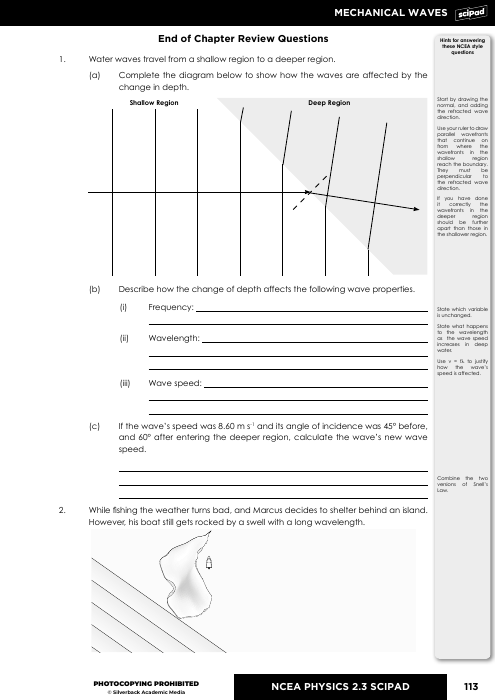 MECHANICAL WAVES scipad
End of Chapter Review Questions
1. Water waves travel from a shallow region to a deeper region.
(a) Complete the diagram below to show how the waves are affected by the
change in depth.
Shallow Region Deep Region
(b) Describe how the change of depth affects the following wave properties.
(i) Frequency:
(ii) Wavelength:
(iii) Wave speed:
(c) If the wave's speed was 8.60 m s⁻¹ and its angle of incidence was 45° before,
and 60° after entering the deeper region, calculate the wave's new wave
speed.
2. While fishing the weather turns bad, and Marcus decides to shelter behind an island.
However, his boat still gets rocked by a swell with a long wavelength.
Hints for answering
these NCEA style
questions
Start by drawing the
normal, and adding
the refracted wave
direction.
Use your ruler to draw
parallel wavefronts
that continue on
from where the
wavefronts in the
shallow region
reach the boundary.
They must be
perpendicular to
the refracted wave
direction.
If you have done
it correctly the
wavefronts in the
deeper region
should be further
apart than those in
the shallower region.
State which variable
is unchanged.
State what happens
to the wavelength
as the wave speed
increases in deep
water.
Use v = fλ to justify
how the wave's
speed is affected.
Combine the two
versions of Snell's
Law.
PHOTOCOPYING PROHIBITED
© Silverback Academic Media
NCEA PHYSICS 2.3 SCIPAD 113